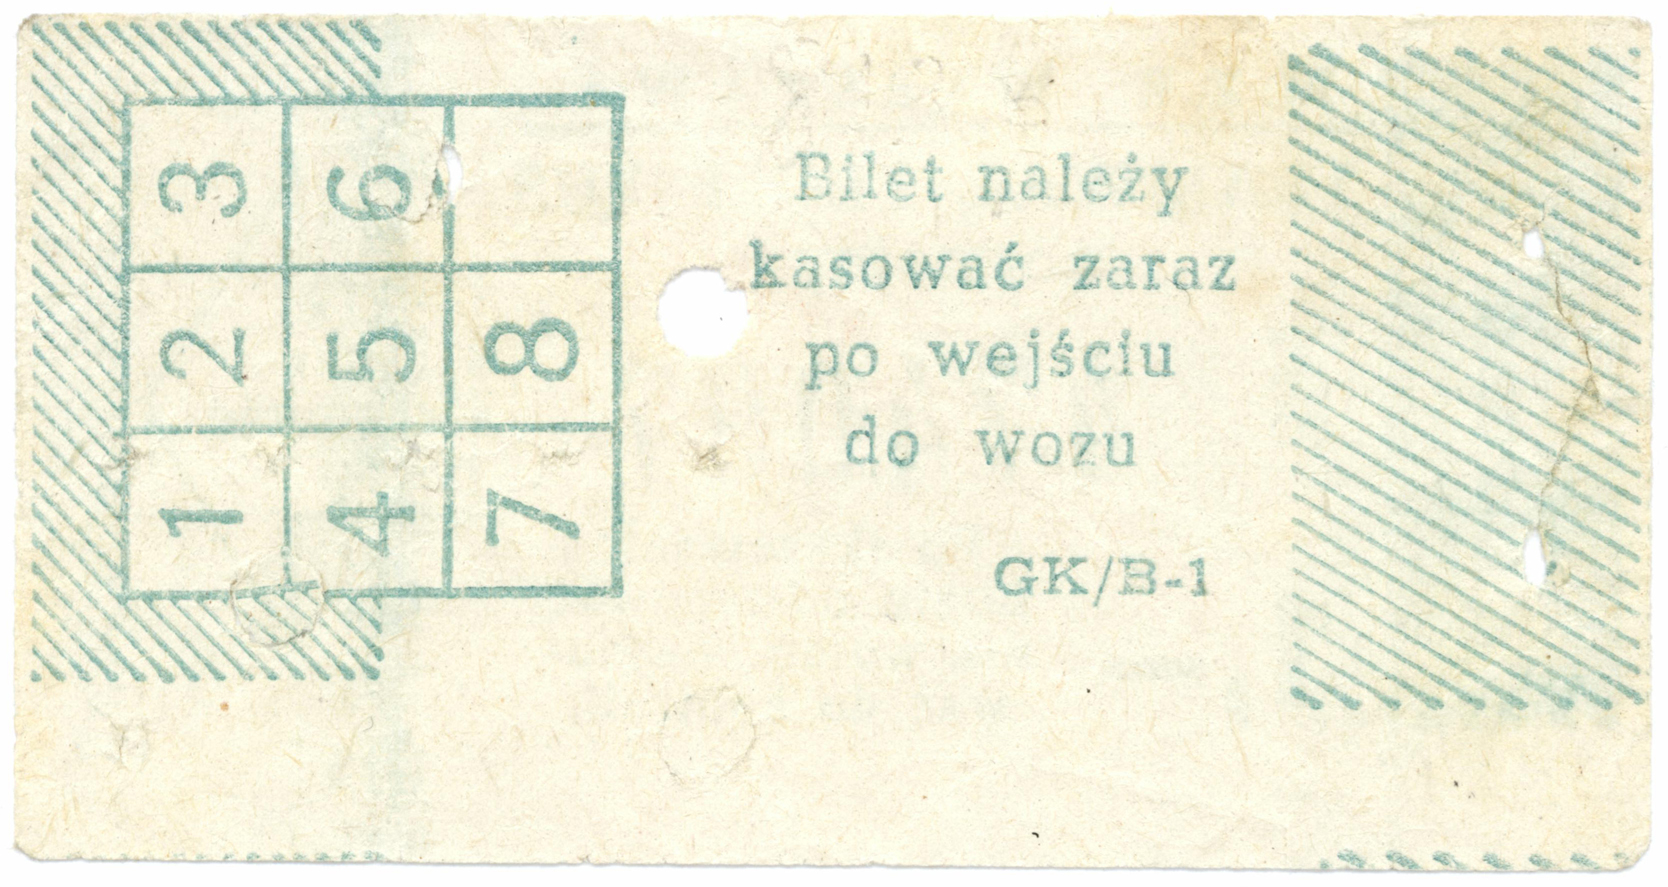 3 6
2 5 8
1 4 7
Bilet należy
kasować zaraz
po wejściu
do wozu
GK/B-1